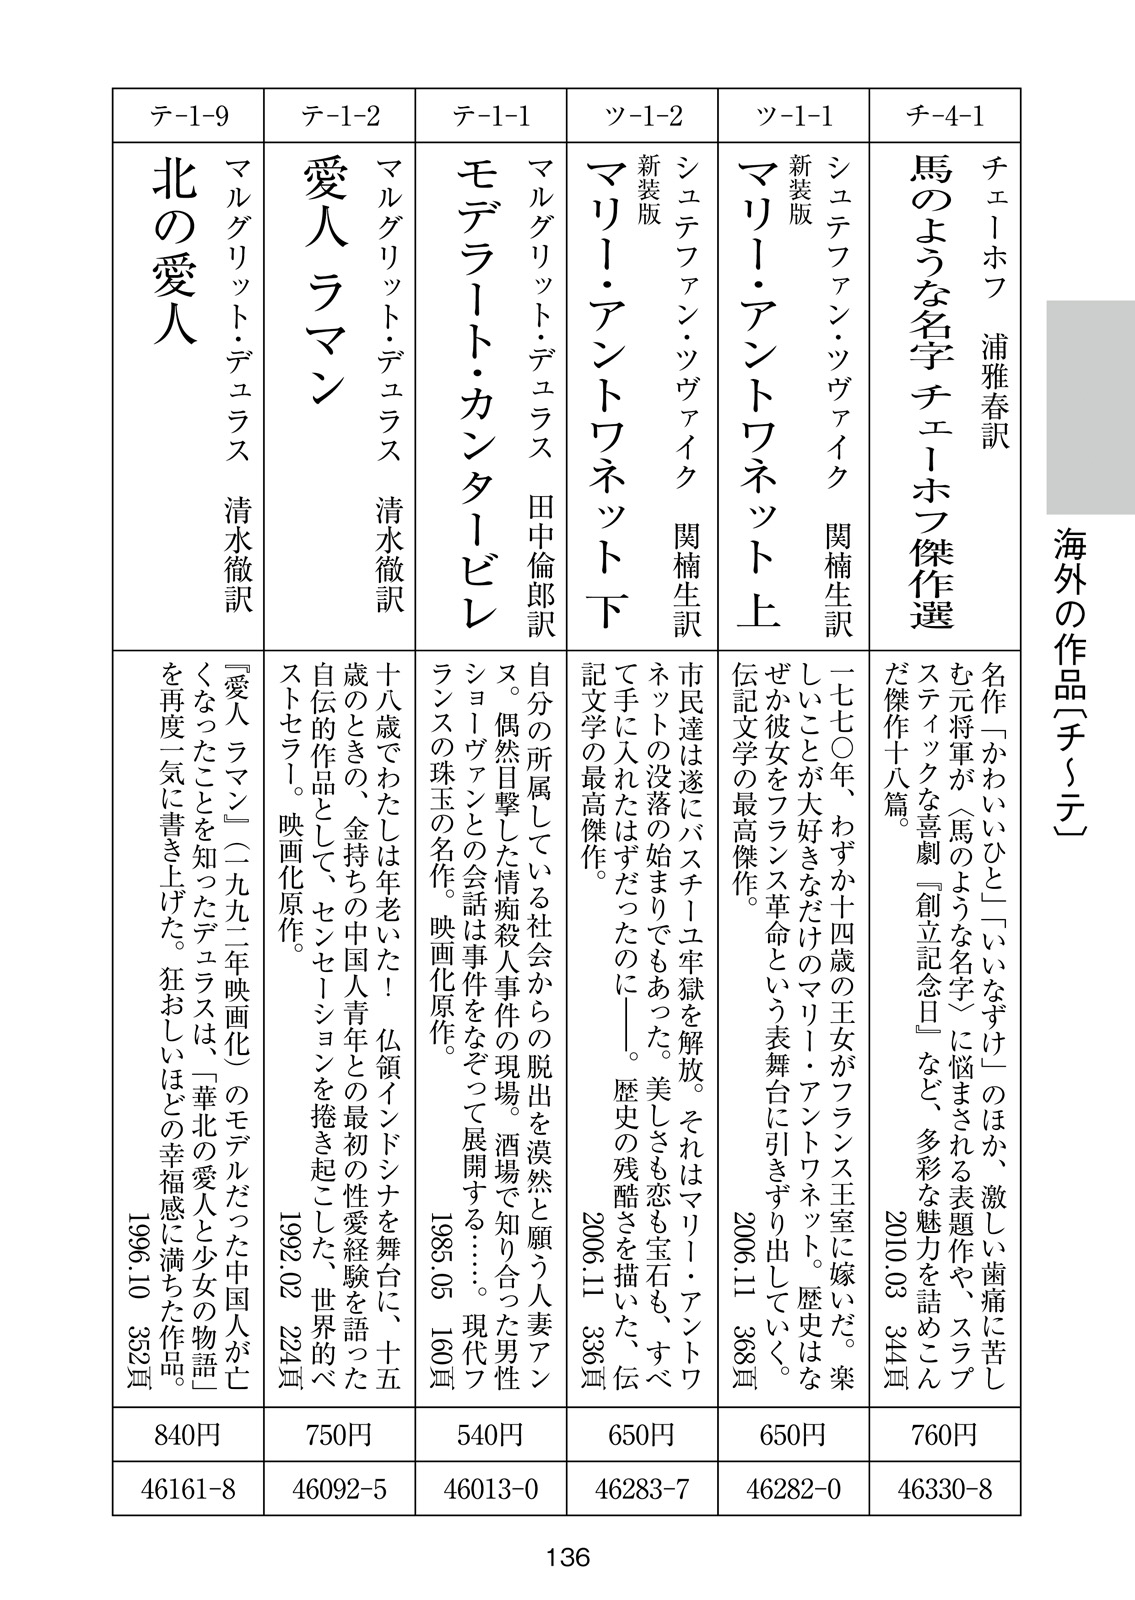 海外の作品〔チ〜テ〕
チ-4-1
チェーホフ　浦雅春訳
馬のような名字 チェーホフ傑作選
名作「かわいいひと」「いいなずけ」のほか、激しい歯痛に苦し
む元将軍が〈馬のような名字〉に悩まされる表題作や、スラプ
スティックな喜劇『創立記念日』など、多彩な魅力を詰めこん
だ傑作十八篇。　2010.03　344頁
760円
46330-8
ツ-1-1
シュテファン・ツヴァイク　関楠生訳
新装版
マリー・アントワネット 上
一七七〇年、わずか十四歳の王女がフランス王室に嫁いだ。楽
しいことが大好きなだけのマリー・アントワネット。歴史はな
ぜか彼女をフランス革命という表舞台に引きずり出していく。
伝記文学の最高傑作。　2006.11　368頁
650円
46282-0
ツ-1-2
シュテファン・ツヴァイク　関楠生訳
新装版
マリー・アントワネット 下
市民達は遂にバスチーユ牢獄を解放。それはマリー・アントワ
ネットの没落の始まりでもあった。美しさも恋も宝石も、すべ
て手に入れたはずだったのに――。歴史の残酷さを描いた、伝
記文学の最高傑作。　2006.11　336頁
650円
46283-7
テ-1-1
マルグリット・デュラス　田中倫郎訳
モデラート・カンタービレ
自分の所属している社会からの脱出を漠然と願う人妻アン
ヌ。偶然目撃した情痴殺人事件の現場。酒場で知り合った男性
ショーヴァンとの会話は事件をなぞって展開する……。現代フ
ランスの珠玉の名作。映画化原作。　1985.05　160頁
540円
46013-0
テ-1-2
マルグリット・デュラス　清水徹訳
愛人 ラマン
十八歳でわたしは年老いた！　仏領インドシナを舞台に、十五
歳のときの、金持ちの中国人青年との最初の性愛経験を語った
自伝的作品として、センセーションを捲き起こした、世界的ベ
ストセラー。映画化原作。　1992.02　224頁
750円
46092-5
テ-1-9
マルグリット・デュラス　清水徹訳
北の愛人
『愛人 ラマン』（一九九二年映画化）のモデルだった中国人が亡
くなったことを知ったデュラスは、「華北の愛人と少女の物語」
を再度一気に書き上げた。狂おしいほどの幸福感に満ちた作品。
1996.10　352頁
840円
46161-8
136